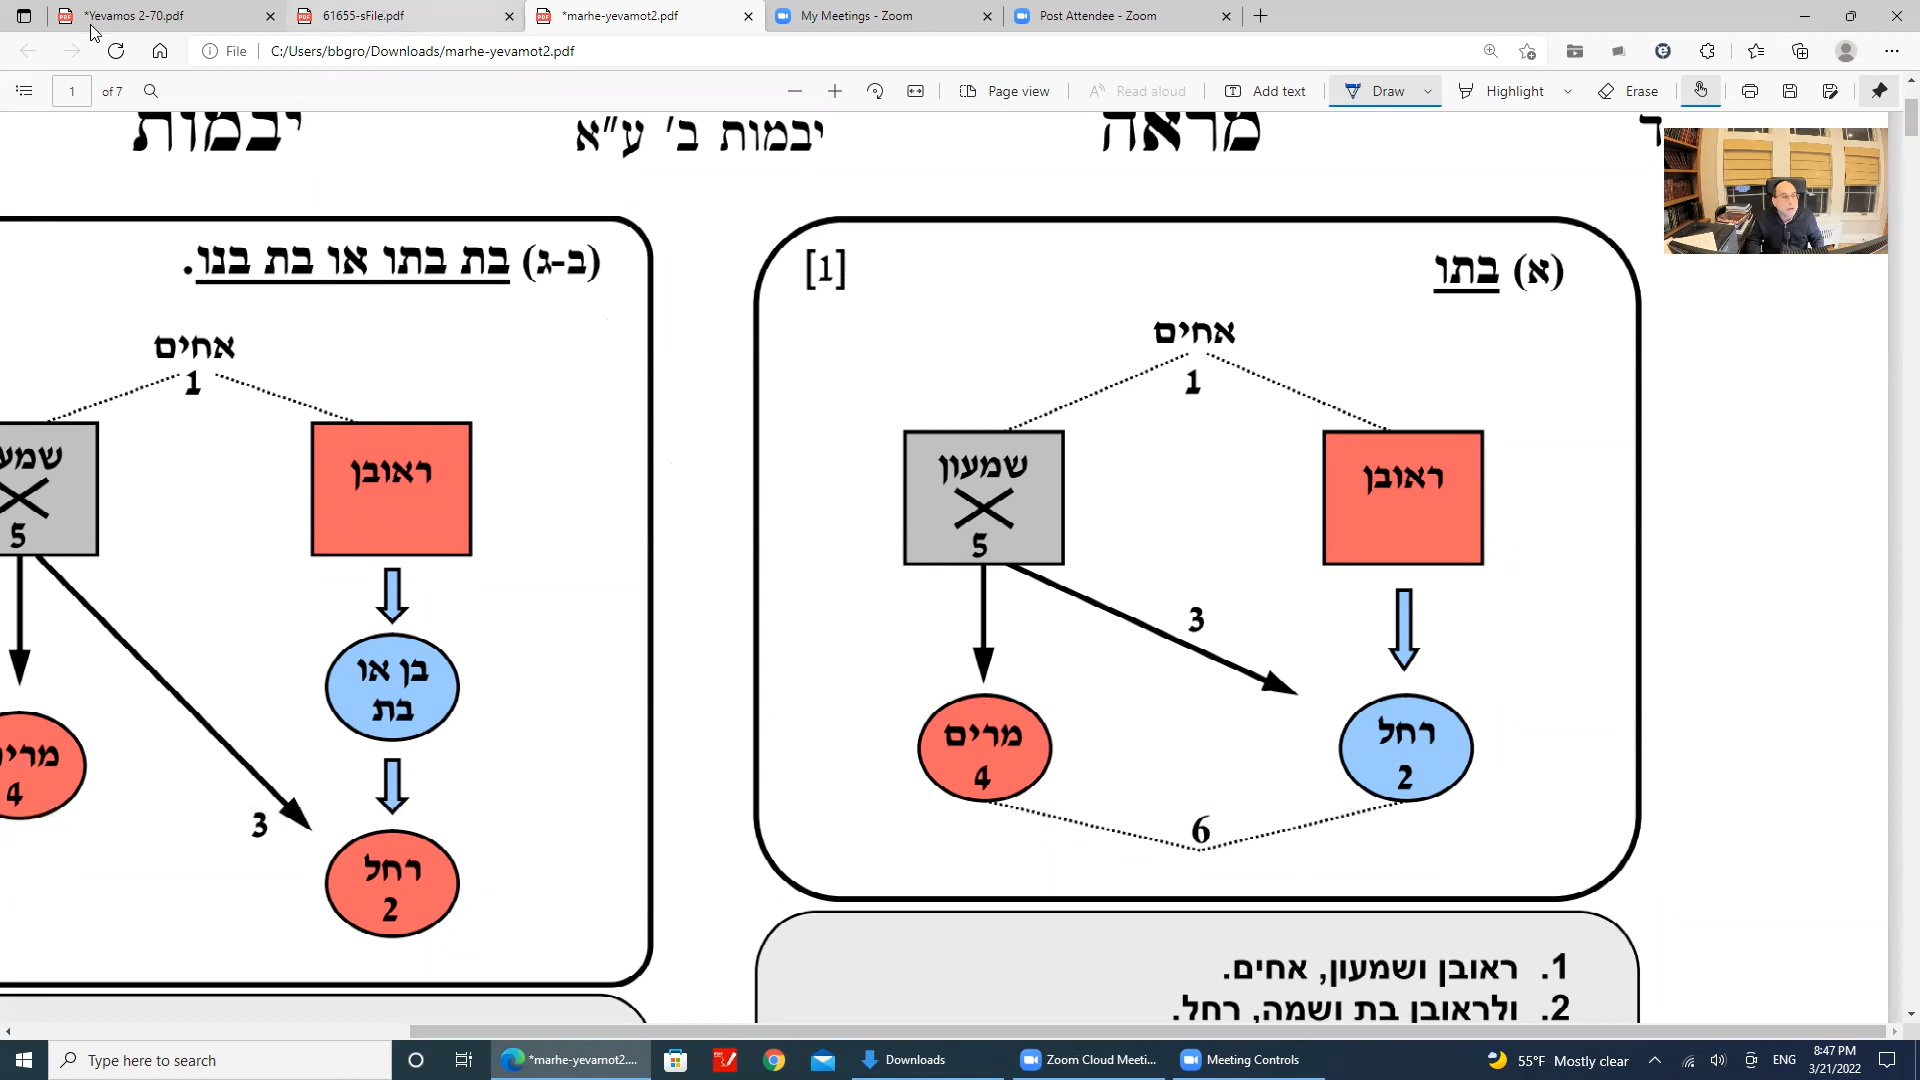 *Yevamos 2-70.pdf
61655-sFile.pdf
*marhe-yevamot2.pdf
My Meetings - Zoom
Post Attendee - Zoom
File
C:/Users/bbgro/Downloads/marhe-yevamot2.pdf
1 of 7
Page view
Read aloud
Add text
Draw
Highlight
Erase
מראה
יבמות ב' ע"א
יבמות
(א) בתו
[1]
אחים
1
ראובן
שמעון
5
3
רחל
2
מרים
4
6
(ב-ג) בת בתו או בת בנו.
אחים
1
ראובן
5
בן או
בת
3
רחל
2
4
1. ראובן ושמעון, אחים.
2. ולראובן בת ושמה, רחל.
Type here to search
*marhe-yevamot2....
Downloads
Zoom Cloud Meeti...
Meeting Controls
55°F Mostly clear
ENG
8:47 PM
3/21/2022